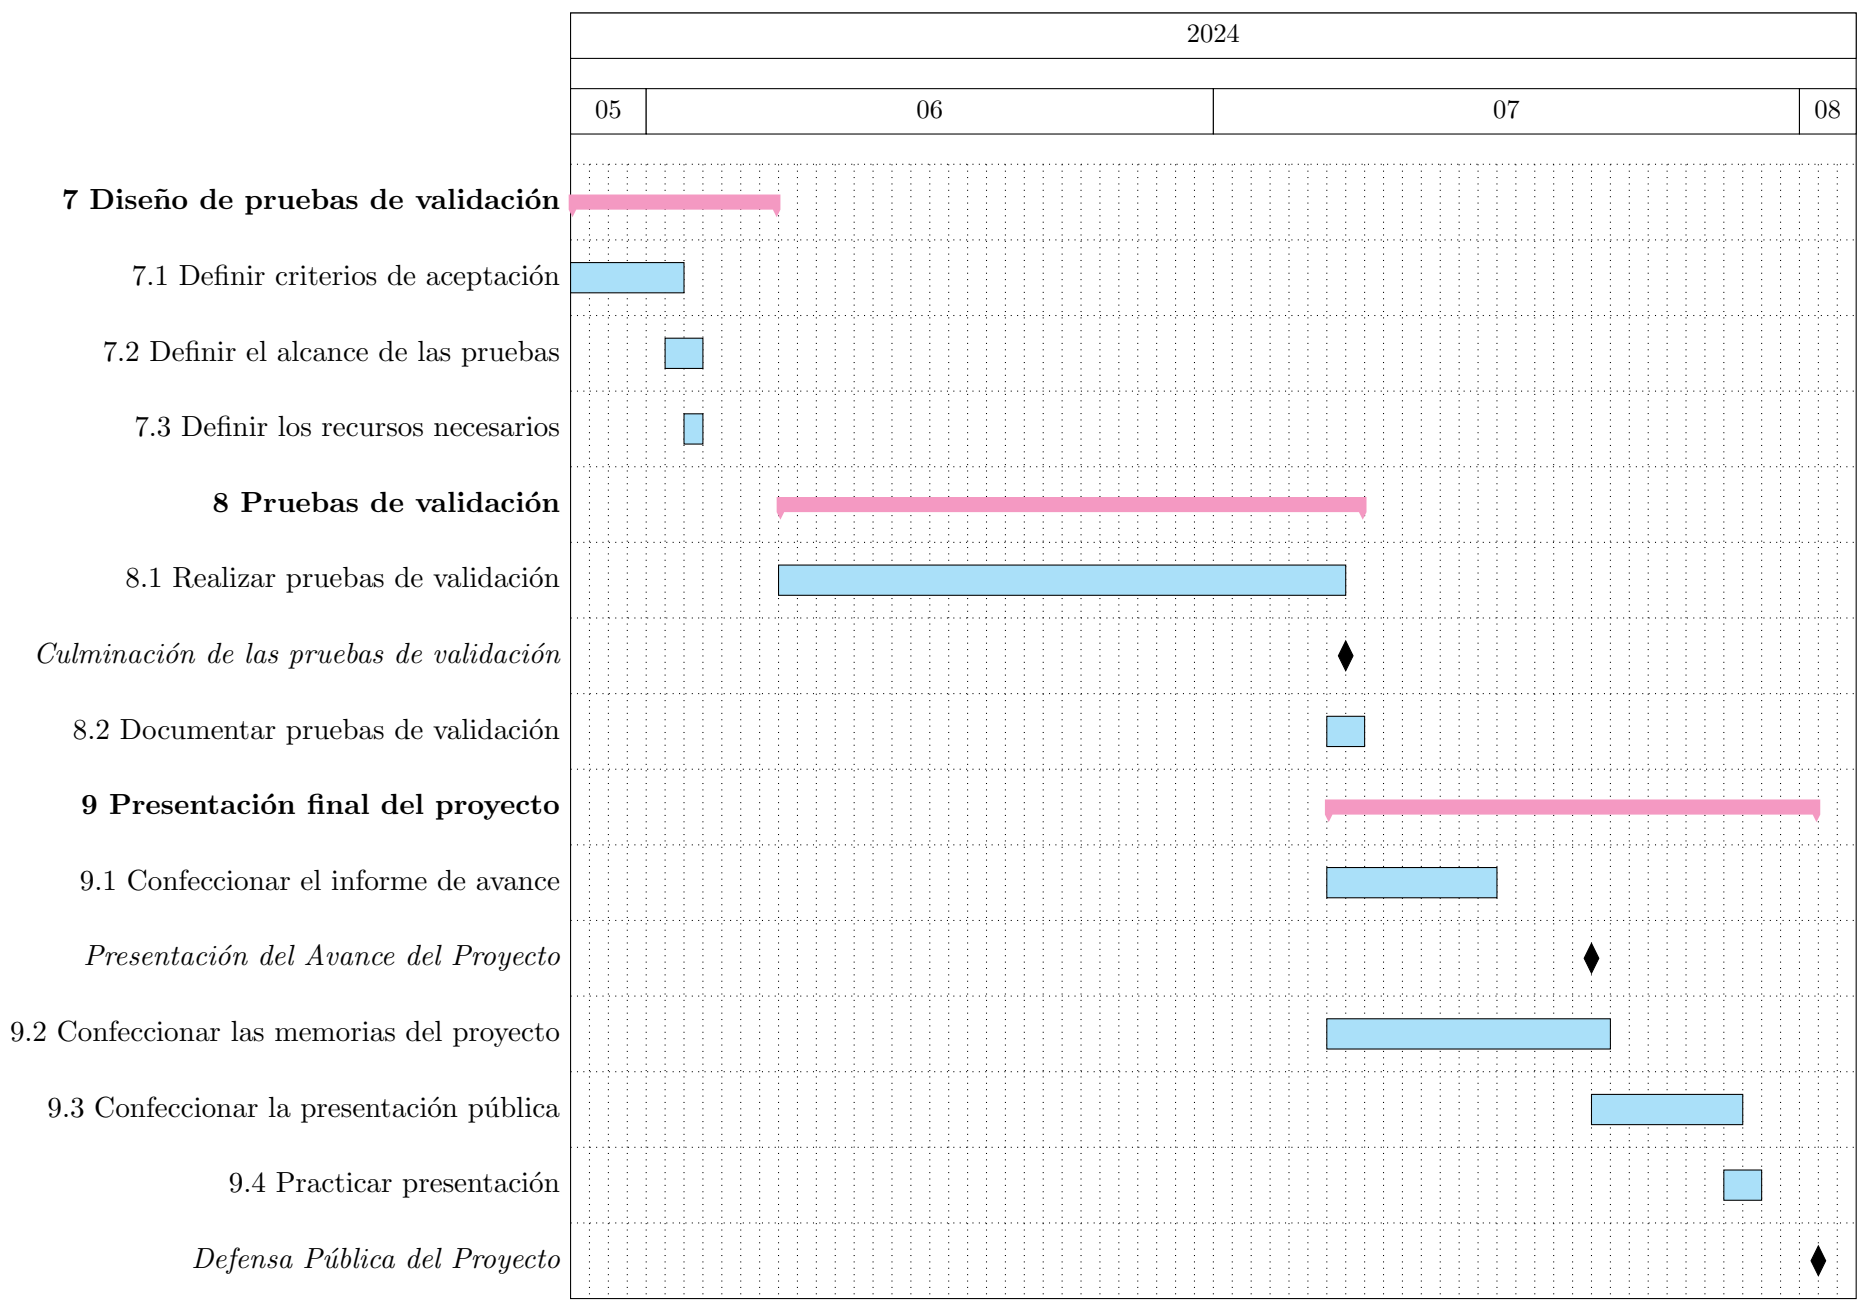 2024
05 06 07 08
7 Diseño de pruebas de validación
7.1 Definir criterios de aceptación
7.2 Definir el alcance de las pruebas
7.3 Definir los recursos necesarios
8 Pruebas de validación
8.1 Realizar pruebas de validación
Culminación de las pruebas de validación
8.2 Documentar pruebas de validación
9 Presentación final del proyecto
9.1 Confeccionar el informe de avance
Presentación del Avance del Proyecto
9.2 Confeccionar las memorias del proyecto
9.3 Confeccionar la presentación pública
9.4 Practicar presentación
Defensa Pública del Proyecto